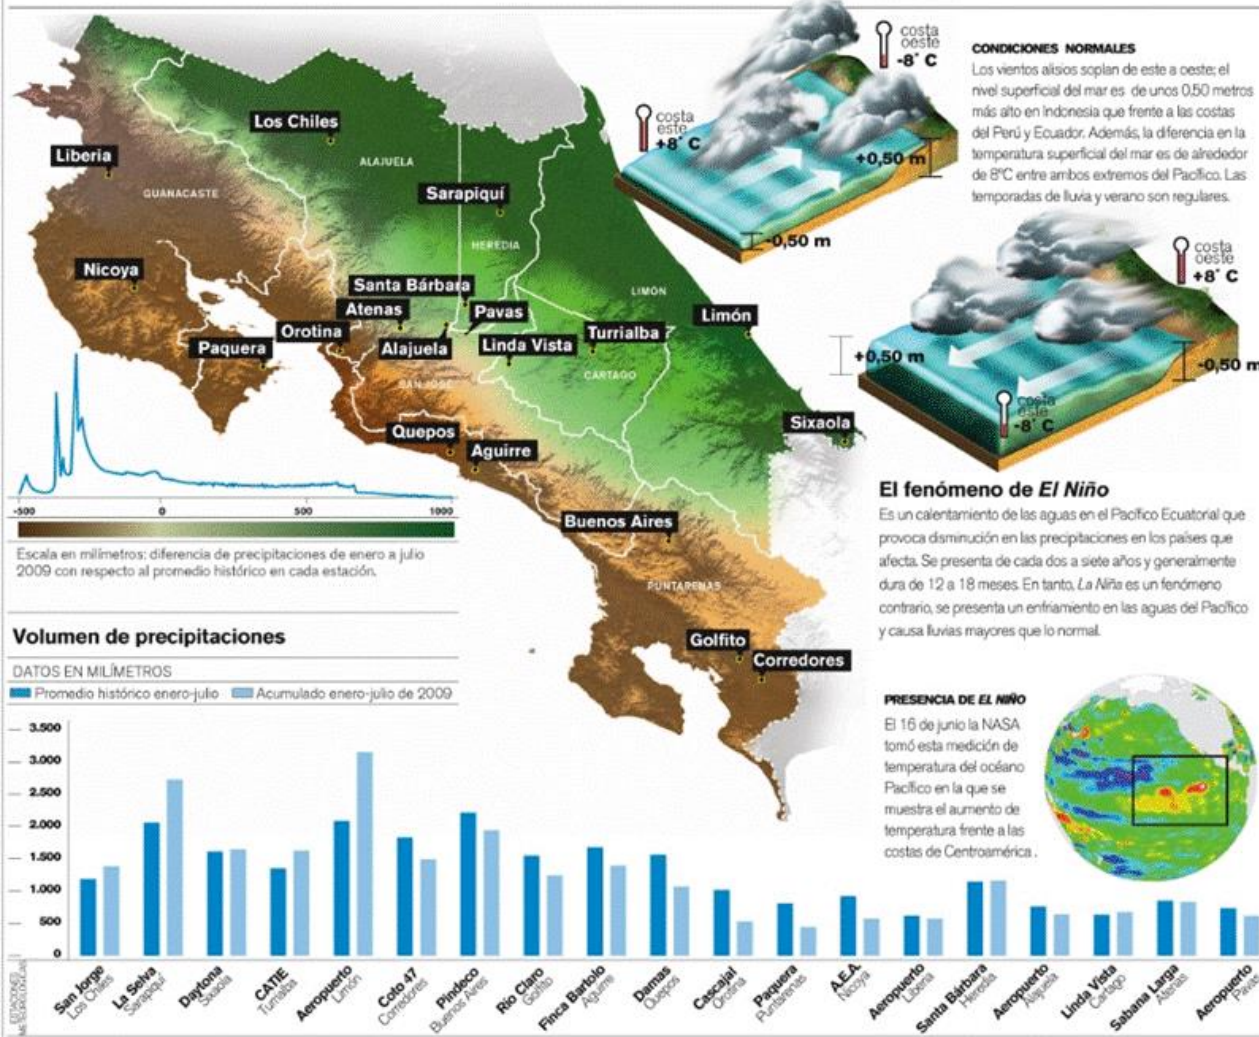 Los Chiles
Liberia
ALAJUELA
GUANACASTE
Sarapiquí
HEREDIA
Nicoya
Santa Bárbara
LIMÓN
Atenas
Pavas
Limón
Orotina
Turrialba
Paquera
Alajuela
Linda Vista
SAN JOSÉ
CARTAGO
Quepos
Aguirre
Sixaola
Buenos Aires
PUNTARENAS
Golfito
Corredores
costa
oeste
-8° C
costa
este
+8° C
+0,50 m
-0,50 m
CONDICIONES NORMALES
Los vientos alisios soplan de este a oeste; el
nivel superficial del mar es de unos 0,50 metros
más alto en Indonesia que frente a las costas
del Perú y Ecuador. Además, la diferencia en la
temperatura superficial del mar es de alrededor
de 8°C entre ambos extremos del Pacífico. Las
temporadas de lluvia y verano son regulares.
costa
oeste
+8° C
+0,50 m
-0,50 m
costa
este
-8° C
El fenómeno de El Niño
Es un calentamiento de las aguas en el Pacífico Ecuatorial que
provoca disminución en las precipitaciones en los países que
afecta. Se presenta de cada dos a siete años y generalmente
dura de 12 a 18 meses. En tanto, La Niña es un fenómeno
contrario, se presenta un enfriamiento en las aguas del Pacífico
y causa lluvias mayores que lo normal.
PRESENCIA DE EL NIÑO
El 16 de junio la NASA
tomó esta medición de
temperatura del océano
Pacífico en la que se
muestra el aumento de
temperatura frente a las
costas de Centroamérica.
-500 0 500 1000
Escala en milímetros: diferencia de precipitaciones de enero a julio
2009 con respecto al promedio histórico en cada estación.
Volumen de precipitaciones
DATOS EN MILÍMETROS
Promedio histórico enero-julio Acumulado enero-julio de 2009
3.500
3.000
2.500
2.000
1.500
1.000
500
0
ESTACIONES
METEOROLÓGICAS
San Jorge
Los Chiles
La Selva
Sarapiquí
Daytona
Sixaola
CATIE
Turrialba
Aeropuerto
Limón
Coto 47
Corredores
Pindeco
Buenos Aires
Río Claro
Golfito
Finca Bartolo
Aguirre
Damas
Quepos
Cascajal
Orotina
Paquera
Puntarenas
A.E.A.
Nicoya
Aeropuerto
Liberia
Santa Bárbara
Heredia
Aeropuerto
Alajuela
Linda Vista
Cartago
Sabana Larga
Atenas
Aeropuerto
Pavas